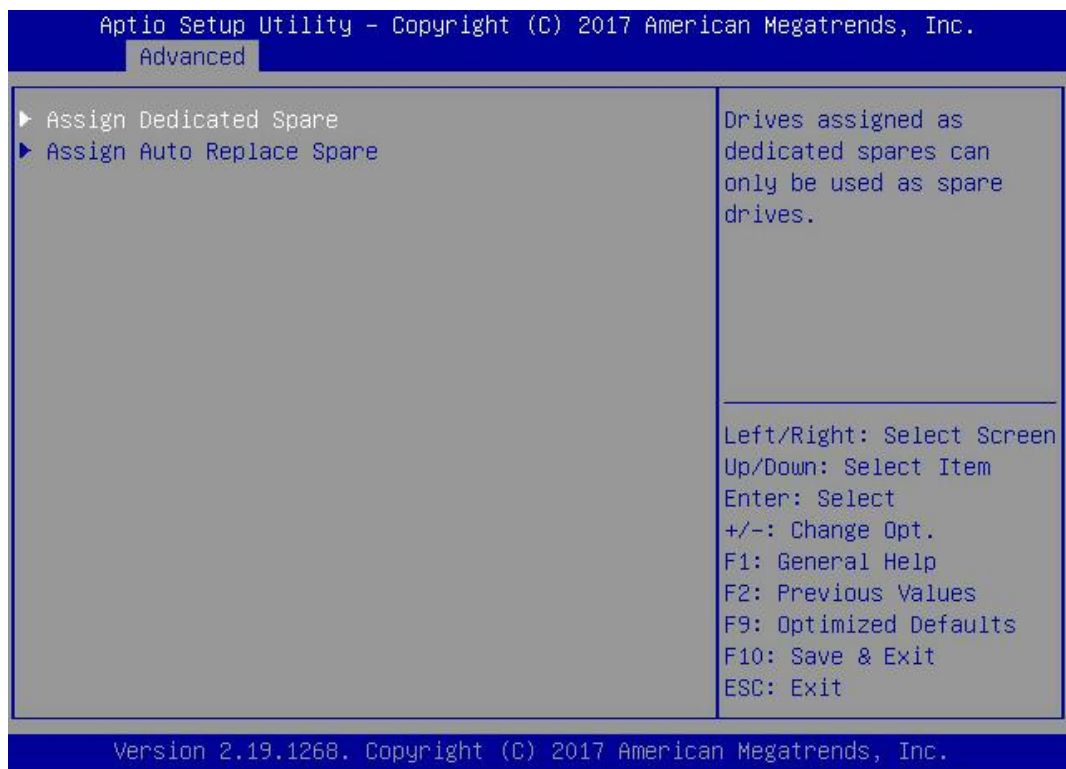 Aptio Setup Utility – Copyright (C) 2017 American Megatrends, Inc.
Advanced
Assign Dedicated Spare
Assign Auto Replace Spare
Drives assigned as
dedicated spares can
only be used as spare
drives.
Left/Right: Select Screen
Up/Down: Select Item
Enter: Select
+/-: Change Opt.
F1: General Help
F2: Previous Values
F9: Optimized Defaults
F10: Save & Exit
ESC: Exit
Version 2.19.1268. Copyright (C) 2017 American Megatrends, Inc.